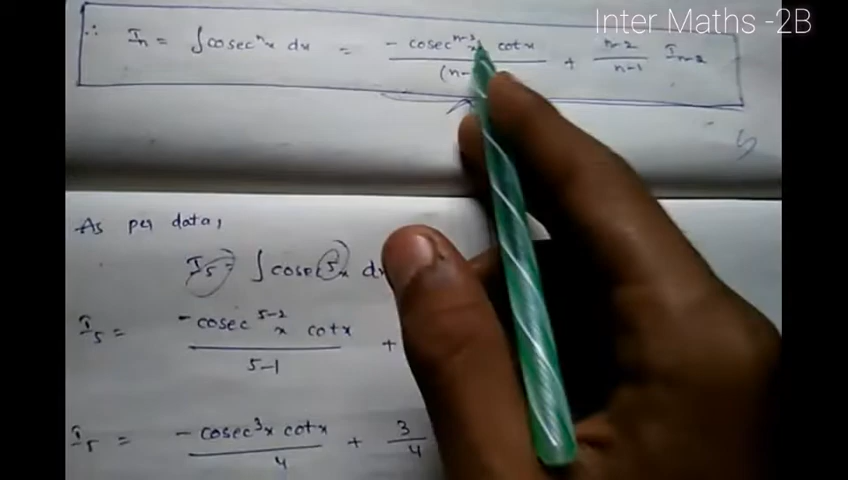 Inter Maths -2B
∴ Iₙ = ∫cosecⁿx dx = -cosecⁿ⁻²x cotx / (n- + n-2 / n-1 Iₙ₋₂
As per data,
I₅ = ∫cosec⁵x dx
I₅ = -cosec⁵⁻²x cotx / 5-1 +
I₅ = -cosec³x cotx / 4 + 3/4